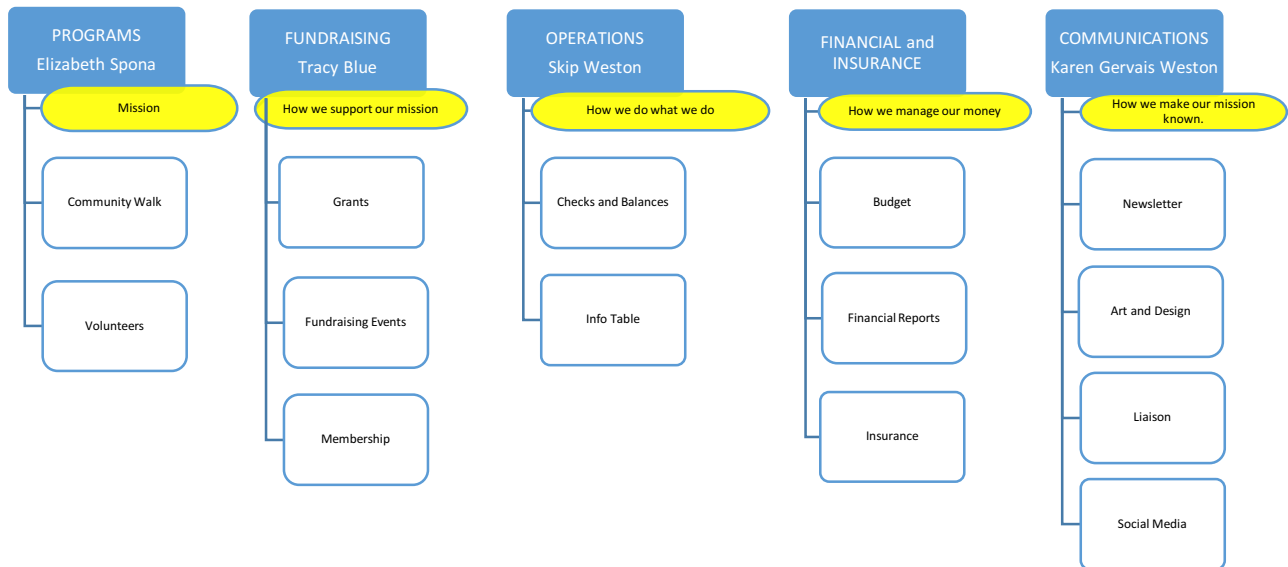 PROGRAMS
Elizabeth Spona
Mission
Community Walk
Volunteers
FUNDRAISING
Tracy Blue
How we support our mission
Grants
Fundraising Events
Membership
OPERATIONS
Skip Weston
How we do what we do
Checks and Balances
Info Table
FINANCIAL and
INSURANCE
How we manage our money
Budget
Financial Reports
Insurance
COMMUNICATIONS
Karen Gervais Weston
How we make our mission
known.
Newsletter
Art and Design
Liaison
Social Media